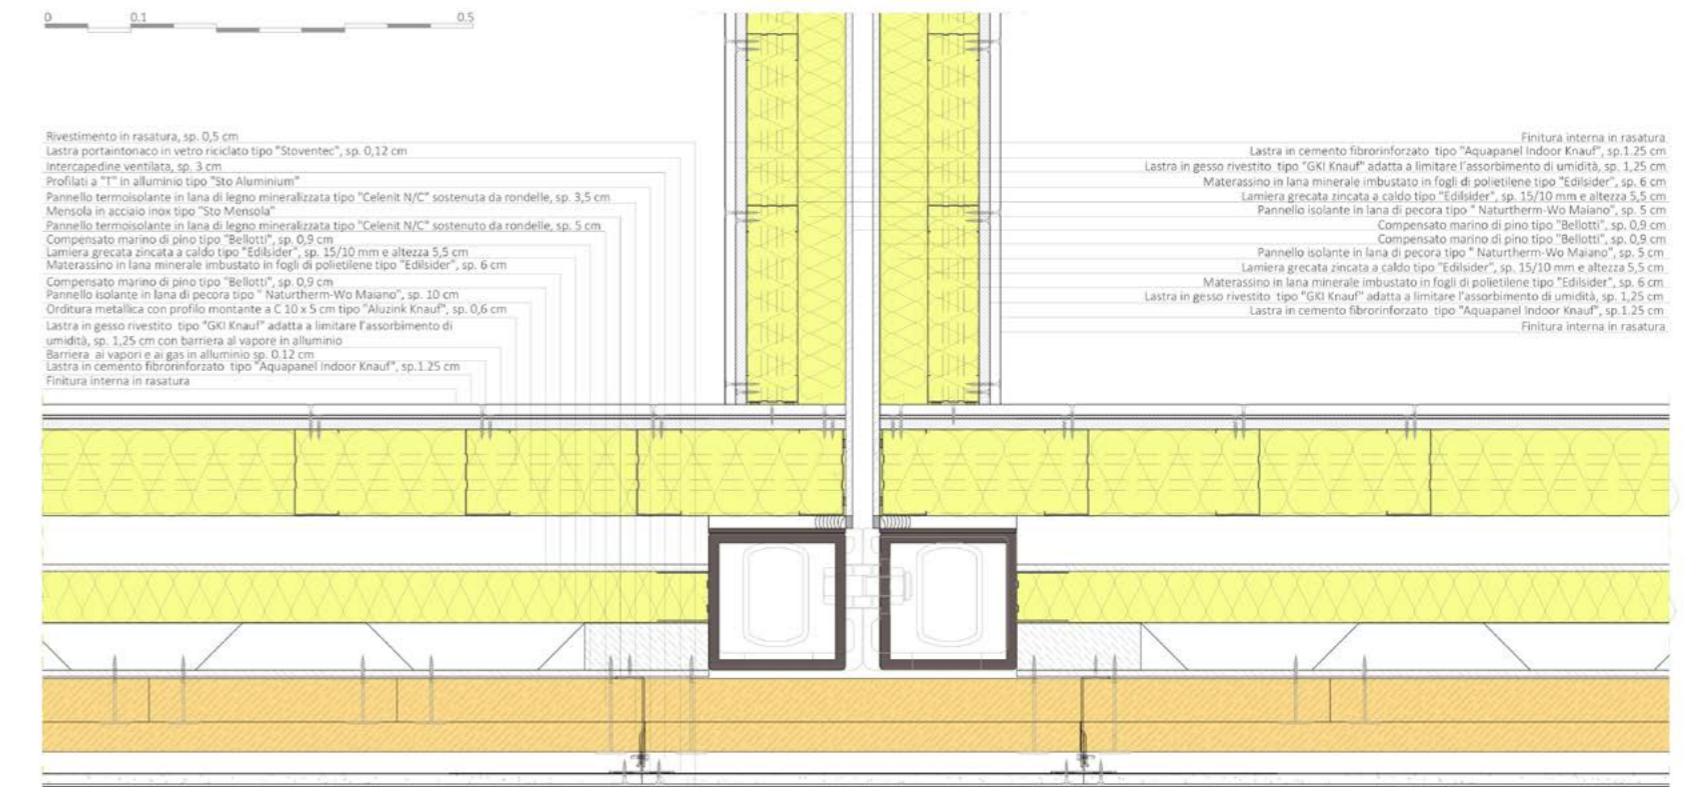 0 0.1 0.5
Rivestimento in rasatura, sp. 0,5 cm
Lastra portaintonaco in vetro riciclato tipo "Stoventec", sp. 0,12 cm
Intercapedine ventilata, sp. 3 cm
Profilati a "T" in alluminio tipo "Sto Aluminium"
Pannello termoisolante in lana di legno mineralizzata tipo "Celenit N/C" sostenuta da rondelle, sp. 3,5 cm
Mensola in acciaio inox tipo "Sto Mensola"
Pannello termoisolante in lana di legno mineralizzata tipo "Celenit N/C" sostenuto da rondelle, sp. 5 cm
Compensato marino di pino tipo "Bellotti", sp. 0,9 cm
Lamiera grecata zincata a caldo tipo "Edilsider", sp. 15/10 mm e altezza 5,5 cm
Materassino in lana minerale imbustato in fogli di polietilene tipo "Edilsider", sp. 6 cm
Compensato marino di pino tipo "Bellotti", sp. 0,9 cm
Pannello isolante in lana di pecora tipo " Naturtherm-Wo Maiano", sp. 10 cm
Orditura metallica con profilo montante a C 10 x 5 cm tipo "Aluzink Knauf", sp. 0,6 cm
Lastra in gesso rivestito tipo "GKI Knauf" adatta a limitare l'assorbimento di
umidità, sp. 1,25 cm con barriera al vapore in alluminio
Barriera ai vapori e ai gas in alluminio sp. 0.12 cm
Lastra in cemento fibrorinforzato tipo "Aquapanel Indoor Knauf", sp.1.25 cm
Finitura interna in rasatura
Finitura interna in rasatura
Lastra in cemento fibrorinforzato tipo "Aquapanel Indoor Knauf", sp.1.25 cm
Lastra in gesso rivestito tipo "GKI Knauf" adatta a limitare l'assorbimento di umidità, sp. 1,25 cm
Materassino in lana minerale imbustato in fogli di polietilene tipo "Edilsider", sp. 6 cm
Lamiera grecata zincata a caldo tipo "Edilsider", sp. 15/10 mm e altezza 5,5 cm
Pannello isolante in lana di pecora tipo " Naturtherm-Wo Maiano", sp. 5 cm
Compensato marino di pino tipo "Bellotti", sp. 0,9 cm
Compensato marino di pino tipo "Bellotti", sp. 0,9 cm
Pannello isolante in lana di pecora tipo " Naturtherm-Wo Maiano", sp. 5 cm
Lamiera grecata zincata a caldo tipo "Edilsider", sp. 15/10 mm e altezza 5,5 cm
Materassino in lana minerale imbustato in fogli di polietilene tipo "Edilsider", sp. 6 cm
Lastra in gesso rivestito tipo "GKI Knauf" adatta a limitare l'assorbimento di umidità, sp. 1,25 cm
Lastra in cemento fibrorinforzato tipo "Aquapanel Indoor Knauf", sp.1.25 cm
Finitura interna in rasatura